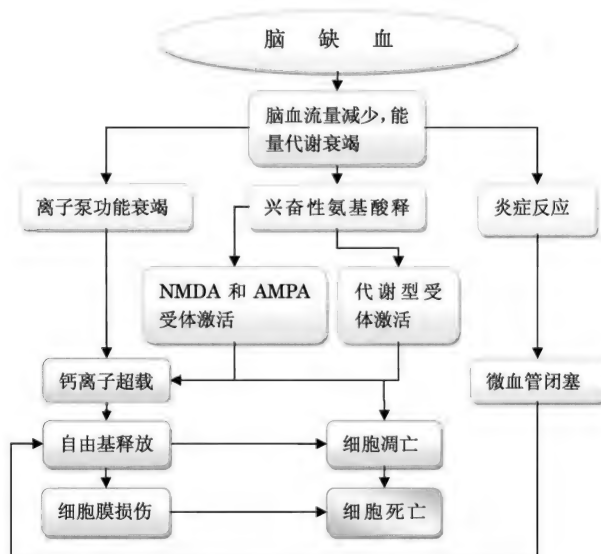 脑 缺 血
脑血流量减少,能
量代谢衰竭
离子泵功能衰竭
兴奋性氨基酸释
炎症反应
NMDA 和 AMPA
受体激活
代谢型受
体激活
钙离子超载
微血管闭塞
自由基释放
细胞凋亡
细胞膜损伤
细胞死亡